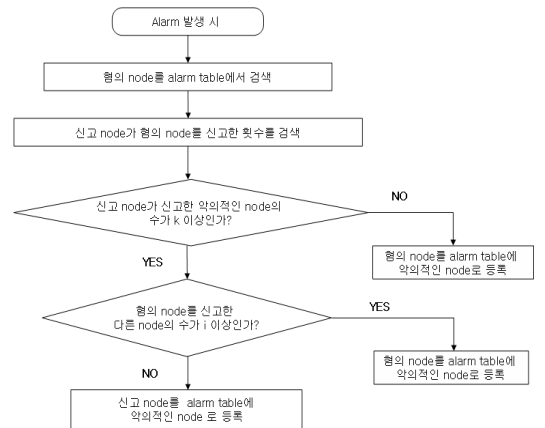 Alarm 발생 시
혐의 node를 alarm table에서 검색
신고 node가 혐의 node를 신고한 횟수를 검색
신고 node가 신고한 악의적인 node의
수가 k 이상인가?
NO
혐의 node를 alarm table에
악의적인 node로 등록
YES
혐의 node를 신고한
다른 node의 수가 i 이상인가?
YES
혐의 node를 alarm table에
악의적인 node로 등록
NO
신고 node를 alarm table에
악의적인 node 로 등록